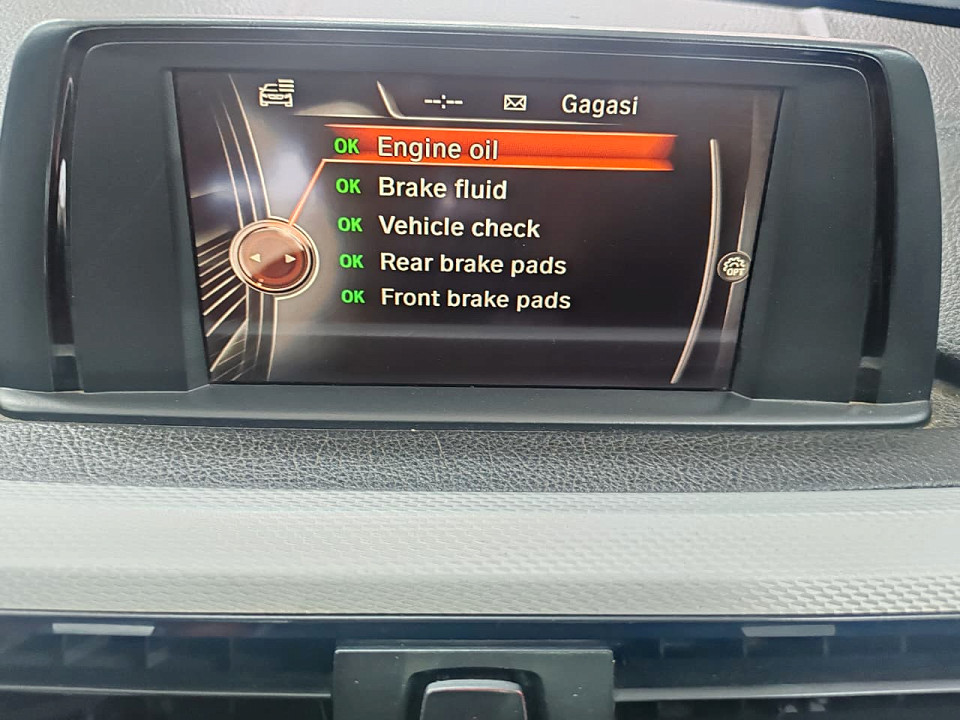 --:-- Gagasi
OK Engine oil
OK Brake fluid
OK Vehicle check
OK Rear brake pads
OK Front brake pads
OPT